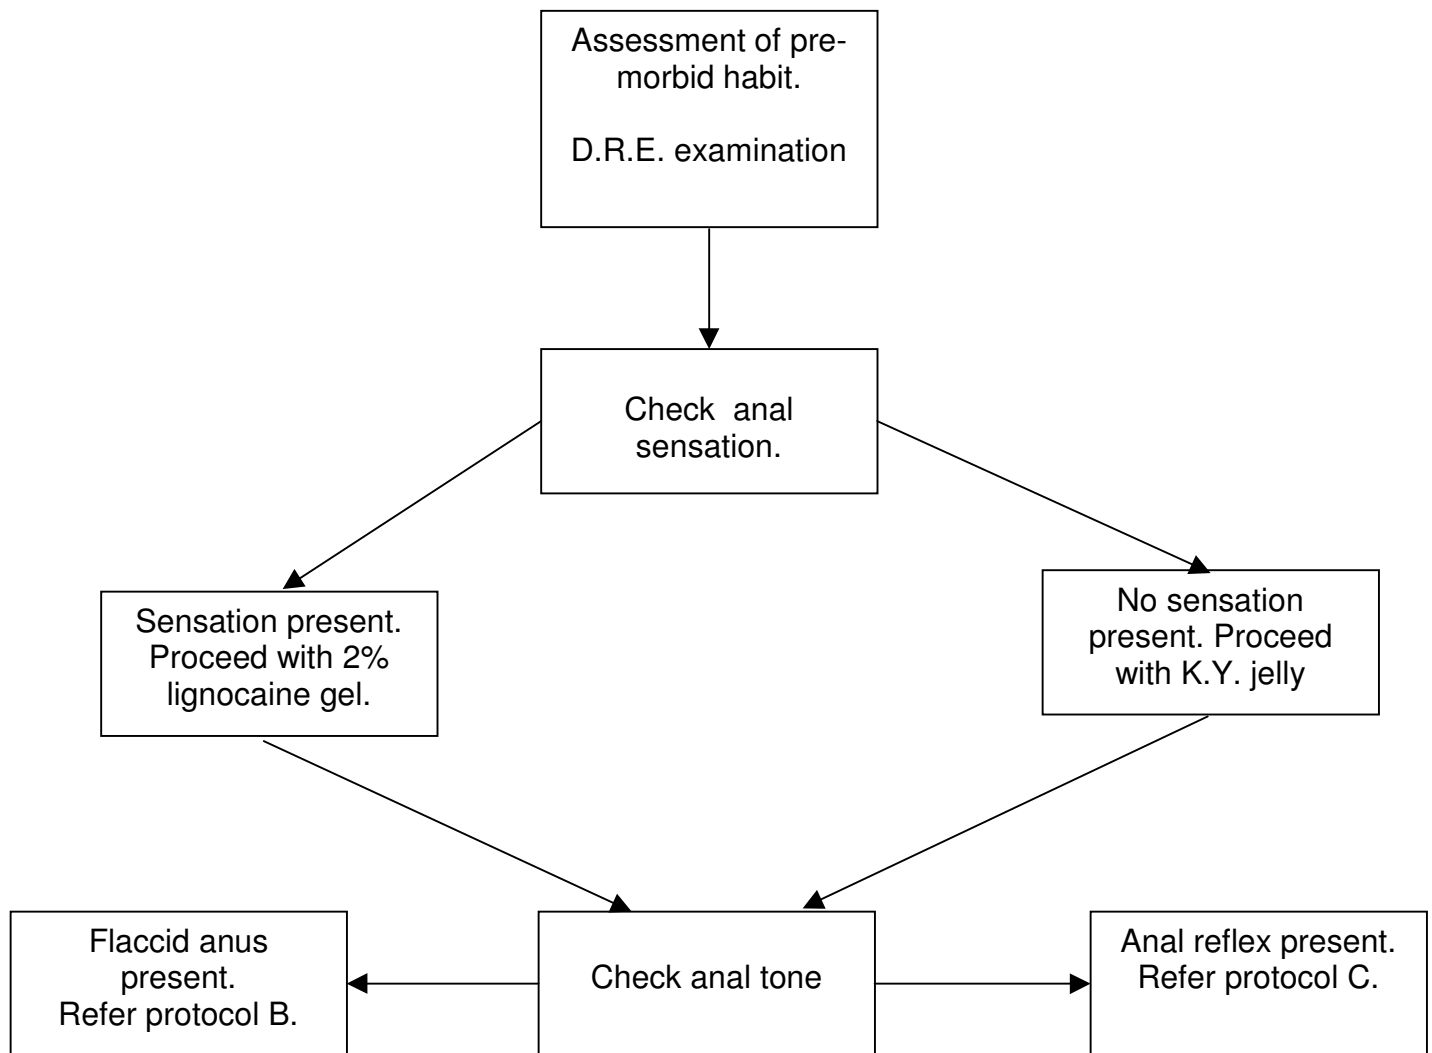 Assessment of pre-
morbid habit.
D.R.E. examination
Check  anal
sensation.
Sensation present.
Proceed with 2%
lignocaine gel.
No sensation
present. Proceed
with K.Y. jelly
Flaccid anus
present.
Refer protocol B.
Check anal tone
Anal reflex present.
Refer protocol C.